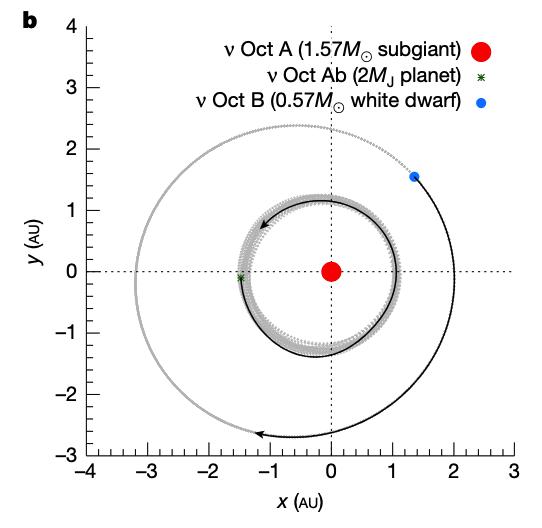 b
ν Oct A (1.57M☉ subgiant)
ν Oct Ab (2MJ planet)
ν Oct B (0.57M☉ white dwarf)
4
3
2
1
0
−1
−2
−3
y (AU)
−4 −3 −2 −1 0 1 2 3
x (AU)